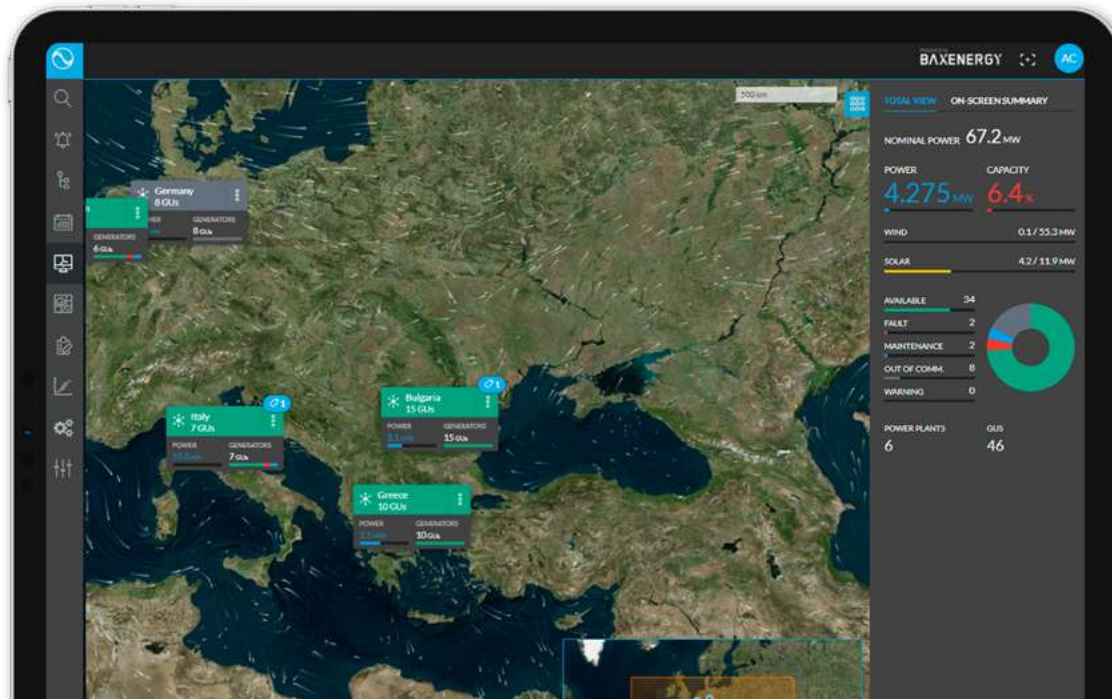 Powered by
BAXENERGY
AC
500 km
TOTAL VIEW ON-SCREEN SUMMARY
NOMINAL POWER 67.2 MW
POWER CAPACITY
4.275 MW 6.4%
WIND 0.1 / 55.3 MW
SOLAR 4.2 / 11.9 MW
AVAILABLE 34
FAULT 2
MAINTENANCE 2
OUT OF COMM. 8
WARNING 0
POWER PLANTS GUS
6 46
Germany
8 GUs
GENERATORS
8 GUs
n
GENERATORS
6 GUs
1
Italy
7 GUs
POWER GENERATORS
7 GUs
1
Bulgaria
15 GUs
POWER GENERATORS
15 GUs
Greece
10 GUs
POWER GENERATORS
10 GUs